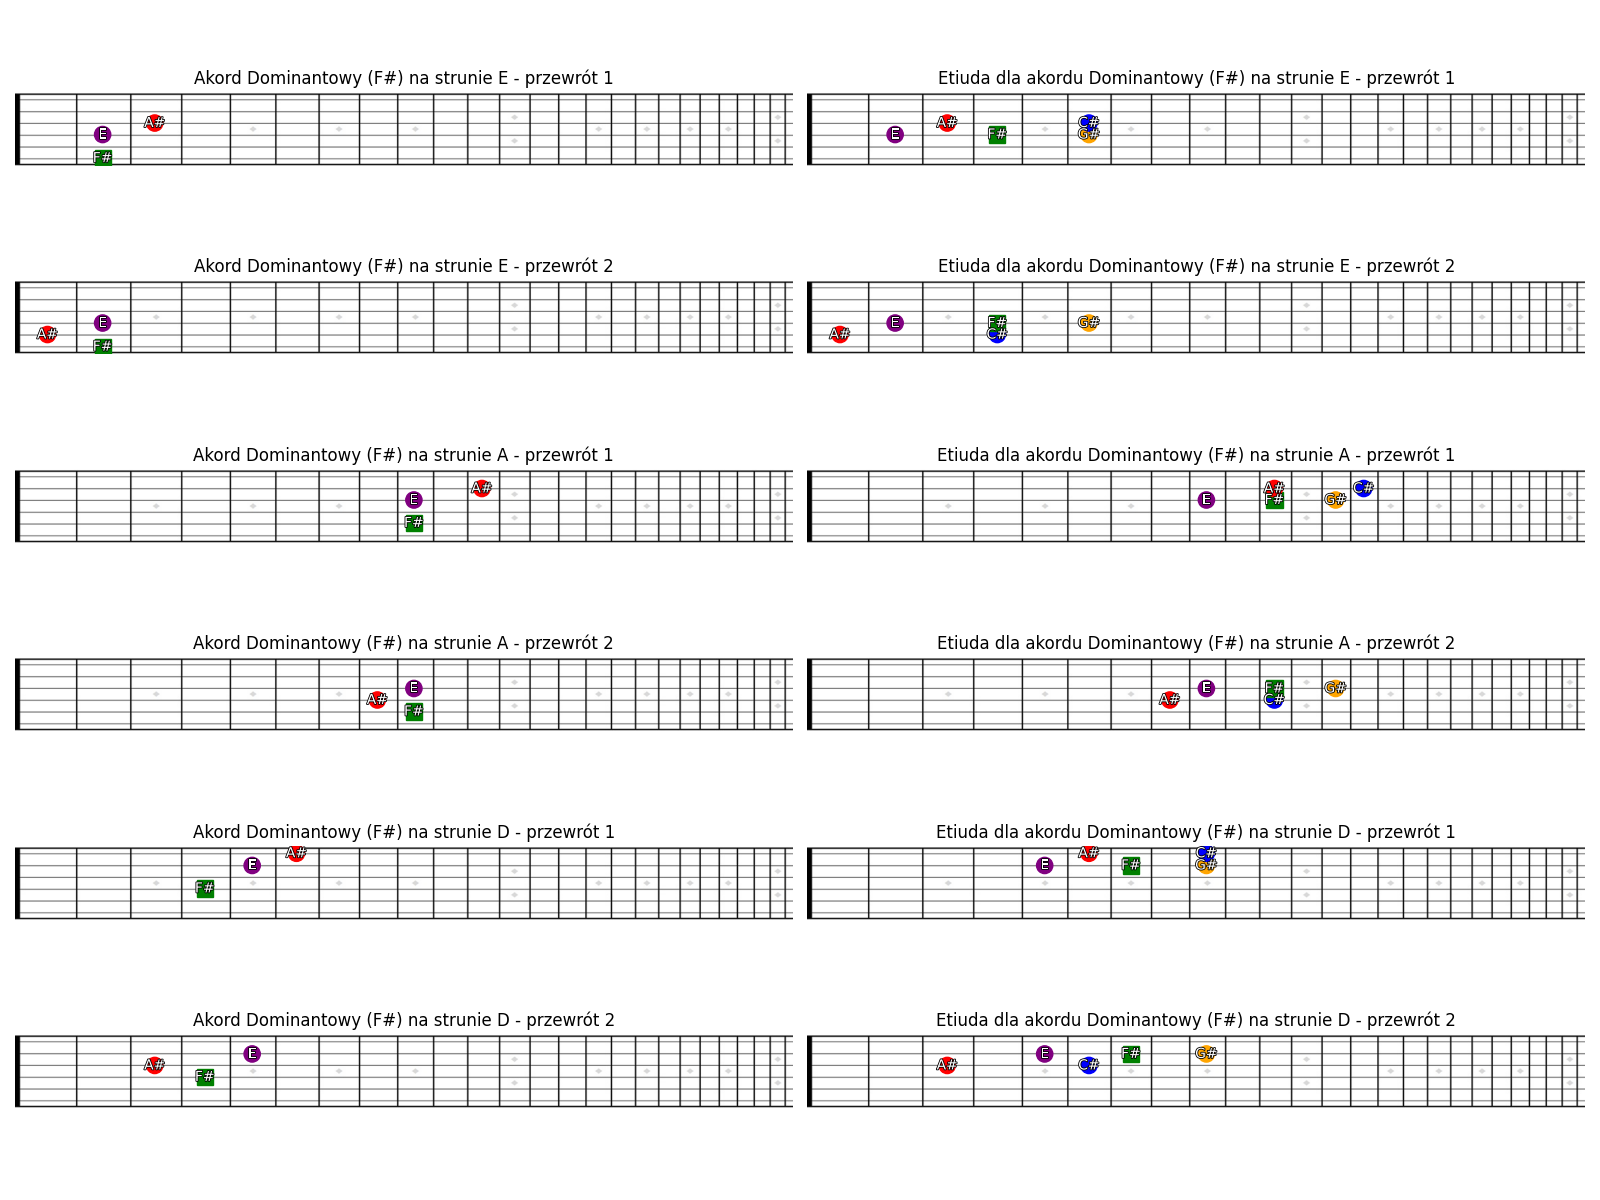 Akord Dominantowy (F#) na strunie E - przewrót 1
A#
E
F#
Etiuda dla akordu Dominantowy (F#) na strunie E - przewrót 1
A# C#
E F# G#
Akord Dominantowy (F#) na strunie E - przewrót 2
E
A#
F#
Etiuda dla akordu Dominantowy (F#) na strunie E - przewrót 2
E F# G#
A# C#
Akord Dominantowy (F#) na strunie A - przewrót 1
A#
E
F#
Etiuda dla akordu Dominantowy (F#) na strunie A - przewrót 1
A# C#
E F# G#
Akord Dominantowy (F#) na strunie A - przewrót 2
E
A#
F#
Etiuda dla akordu Dominantowy (F#) na strunie A - przewrót 2
E F# G#
A# C#
Akord Dominantowy (F#) na strunie D - przewrót 1
A#
E
F#
Etiuda dla akordu Dominantowy (F#) na strunie D - przewrót 1
A# C#
E F# G#
Akord Dominantowy (F#) na strunie D - przewrót 2
E
A#
F#
Etiuda dla akordu Dominantowy (F#) na strunie D - przewrót 2
E F# G#
A# C#